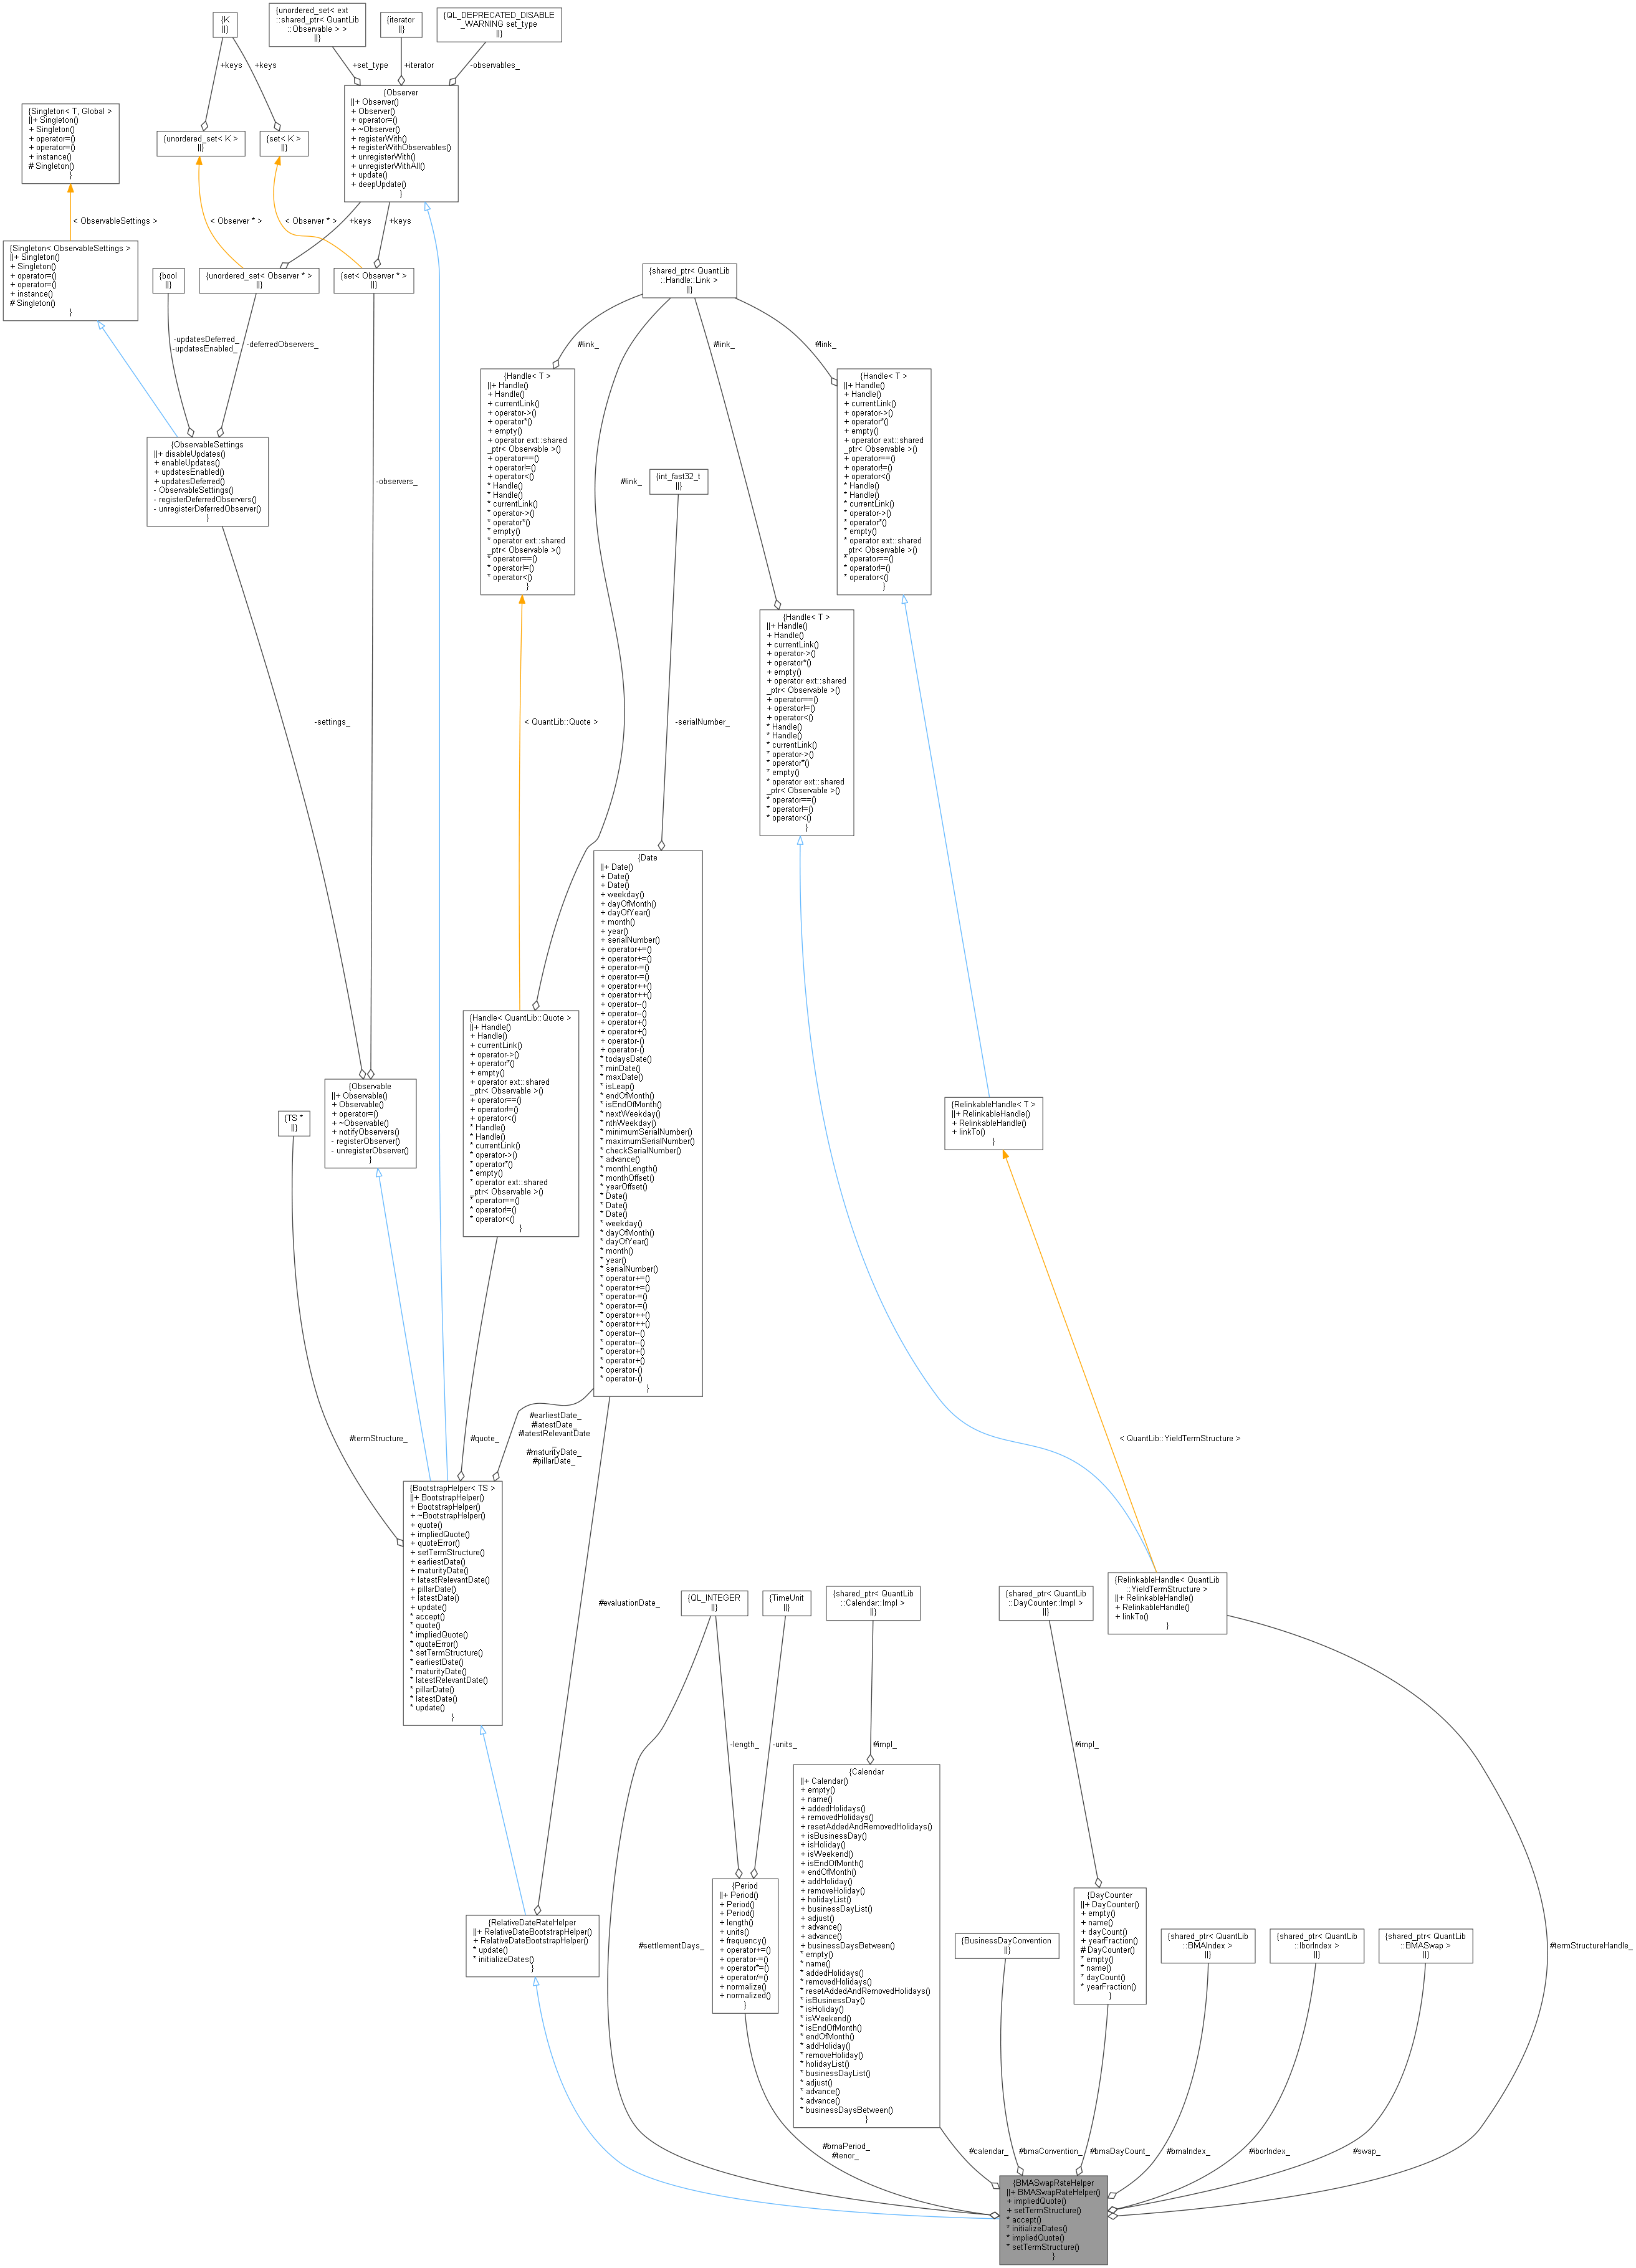 {K
||}
{unordered_set< ext
::shared_ptr< QuantLib
::Observable > >
||}
{iterator
||}
{QL_DEPRECATED_DISABLE
_WARNING set_type
||}
+keys
+keys
+set_type
+iterator
-observables_
{Singleton< T, Global >
||+ Singleton()
+ Singleton()
+ operator=()
+ operator=()
+ instance()
# Singleton()
}
{unordered_set< K >
||}
{set< K >
||}
{Observer
||+ Observer()
+ Observer()
+ operator=()
+ ~Observer()
+ registerWith()
+ registerWithObservables()
+ unregisterWith()
+ unregisterWithAll()
+ update()
+ deepUpdate()
}
< ObservableSettings >
< Observer * >
< Observer * >
+keys
+keys
{Singleton< ObservableSettings >
||+ Singleton()
+ Singleton()
+ operator=()
+ operator=()
+ instance()
# Singleton()
}
{bool
||}
{unordered_set< Observer * >
||}
{set< Observer * >
||}
{shared_ptr< QuantLib
::Handle::Link >
||}
-updatesDeferred_
-updatesEnabled_
-deferredObservers_
#link_
#link_
#link_
{ObservableSettings
||+ disableUpdates()
+ enableUpdates()
+ updatesEnabled()
+ updatesDeferred()
- ObservableSettings()
- registerDeferredObservers()
- unregisterDeferredObserver()
}
-observers_
{Handle< T >
||+ Handle()
+ Handle()
+ currentLink()
+ operator->()
+ operator*()
+ empty()
+ operator ext::shared
_ptr< Observable >()
+ operator==()
+ operator!=()
+ operator<()
* Handle()
* Handle()
* currentLink()
* operator->()
* operator*()
* empty()
* operator ext::shared
_ptr< Observable >()
* operator==()
* operator!=()
* operator<()
}
#link_
{int_fast32_t
||}
{Handle< T >
||+ Handle()
+ Handle()
+ currentLink()
+ operator->()
+ operator*()
+ empty()
+ operator ext::shared
_ptr< Observable >()
+ operator==()
+ operator!=()
+ operator<()
* Handle()
* Handle()
* currentLink()
* operator->()
* operator*()
* empty()
* operator ext::shared
_ptr< Observable >()
* operator==()
* operator!=()
* operator<()
}
{Handle< T >
||+ Handle()
+ Handle()
+ currentLink()
+ operator->()
+ operator*()
+ empty()
+ operator ext::shared
_ptr< Observable >()
+ operator==()
+ operator!=()
+ operator<()
* Handle()
* Handle()
* currentLink()
* operator->()
* operator*()
* empty()
* operator ext::shared
_ptr< Observable >()
* operator==()
* operator!=()
* operator<()
}
-settings_
< QuantLib::Quote >
-serialNumber_
{Date
||+ Date()
+ Date()
+ Date()
+ weekday()
+ dayOfMonth()
+ dayOfYear()
+ month()
+ year()
+ serialNumber()
+ operator+=()
+ operator+=()
+ operator-=()
+ operator-=()
+ operator++()
+ operator++()
+ operator--()
+ operator--()
+ operator+()
+ operator+()
+ operator-()
+ operator-()
* todaysDate()
* minDate()
* maxDate()
* isLeap()
* endOfMonth()
* isEndOfMonth()
* nextWeekday()
* nthWeekday()
* minimumSerialNumber()
* maximumSerialNumber()
* checkSerialNumber()
* advance()
* monthLength()
* monthOffset()
* yearOffset()
* Date()
* Date()
* Date()
* weekday()
* dayOfMonth()
* dayOfYear()
* month()
* year()
* serialNumber()
* operator+=()
* operator+=()
* operator-=()
* operator-=()
* operator++()
* operator++()
* operator--()
* operator--()
* operator+()
* operator+()
* operator-()
* operator-()
}
{Handle< QuantLib::Quote >
||+ Handle()
+ Handle()
+ currentLink()
+ operator->()
+ operator*()
+ empty()
+ operator ext::shared
_ptr< Observable >()
+ operator==()
+ operator!=()
+ operator<()
* Handle()
* Handle()
* currentLink()
* operator->()
* operator*()
* empty()
* operator ext::shared
_ptr< Observable >()
* operator==()
* operator!=()
* operator<()
}
{Observable
||+ Observable()
+ Observable()
+ operator=()
+ ~Observable()
+ notifyObservers()
- registerObserver()
- unregisterObserver()
}
{TS *
||}
{RelinkableHandle< T >
||+ RelinkableHandle()
+ RelinkableHandle()
+ linkTo()
}
#termStructure_
#quote_
#earliestDate_
#latestDate_
#latestRelevantDate
_
#maturityDate_
#pillarDate_
< QuantLib::YieldTermStructure >
{BootstrapHelper< TS >
||+ BootstrapHelper()
+ BootstrapHelper()
+ ~BootstrapHelper()
+ quote()
+ impliedQuote()
+ quoteError()
+ setTermStructure()
+ earliestDate()
+ maturityDate()
+ latestRelevantDate()
+ pillarDate()
+ latestDate()
+ update()
* accept()
* quote()
* impliedQuote()
* quoteError()
* setTermStructure()
* earliestDate()
* maturityDate()
* latestRelevantDate()
* pillarDate()
* latestDate()
* update()
}
#evaluationDate_
{QL_INTEGER
||}
{TimeUnit
||}
{shared_ptr< QuantLib
::Calendar::Impl >
||}
{shared_ptr< QuantLib
::DayCounter::Impl >
||}
{RelinkableHandle< QuantLib
::YieldTermStructure >
||+ RelinkableHandle()
+ RelinkableHandle()
+ linkTo()
}
-length_
-units_
#impl_
#impl_
{Calendar
||+ Calendar()
+ empty()
+ name()
+ addedHolidays()
+ removedHolidays()
+ resetAddedAndRemovedHolidays()
+ isBusinessDay()
+ isHoliday()
+ isWeekend()
+ isEndOfMonth()
+ endOfMonth()
+ addHoliday()
+ removeHoliday()
+ holidayList()
+ businessDayList()
+ adjust()
+ advance()
+ advance()
+ businessDaysBetween()
* empty()
* name()
* addedHolidays()
* removedHolidays()
* resetAddedAndRemovedHolidays()
* isBusinessDay()
* isHoliday()
* isWeekend()
* isEndOfMonth()
* endOfMonth()
* addHoliday()
* removeHoliday()
* holidayList()
* businessDayList()
* adjust()
* advance()
* advance()
* businessDaysBetween()
}
{Period
||+ Period()
+ Period()
+ Period()
+ length()
+ units()
+ frequency()
+ operator+=()
+ operator-=()
+ operator*=()
+ operator/=()
+ normalize()
+ normalized()
}
{DayCounter
||+ DayCounter()
+ empty()
+ name()
+ dayCount()
+ yearFraction()
# DayCounter()
* empty()
* name()
* dayCount()
* yearFraction()
}
{RelativeDateRateHelper
||+ RelativeDateBootstrapHelper()
+ RelativeDateBootstrapHelper()
* update()
* initializeDates()
}
#settlementDays_
{BusinessDayConvention
||}
{shared_ptr< QuantLib
::BMAIndex >
||}
{shared_ptr< QuantLib
::IborIndex >
||}
{shared_ptr< QuantLib
::BMASwap >
||}
#termStructureHandle_
#bmaPeriod_
#tenor_
#calendar_
#bmaConvention_
#bmaDayCount_
#bmaIndex_
#iborIndex_
#swap_
{BMASwapRateHelper
||+ BMASwapRateHelper()
+ impliedQuote()
+ setTermStructure()
* accept()
* initializeDates()
* impliedQuote()
* setTermStructure()
}